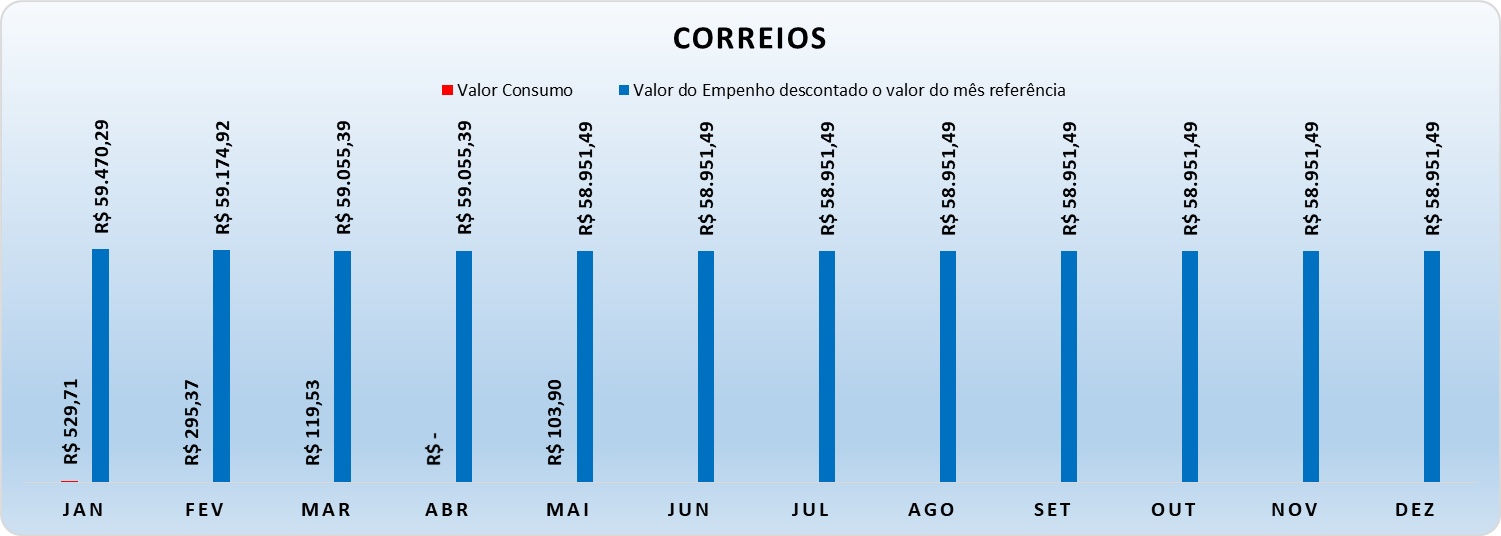 CORREIOS
Valor Consumo
Valor do Empenho descontado o valor do mês referência
R$ 529,71
R$ 59.470,29
R$ 295,37
R$ 59.174,92
R$ 119,53
R$ 59.055,39
R$ -
R$ 59.055,39
R$ 103,90
R$ 58.951,49
R$ 58.951,49
R$ 58.951,49
R$ 58.951,49
R$ 58.951,49
R$ 58.951,49
R$ 58.951,49
R$ 58.951,49
JAN FEV MAR ABR MAI JUN JUL AGO SET OUT NOV DEZ